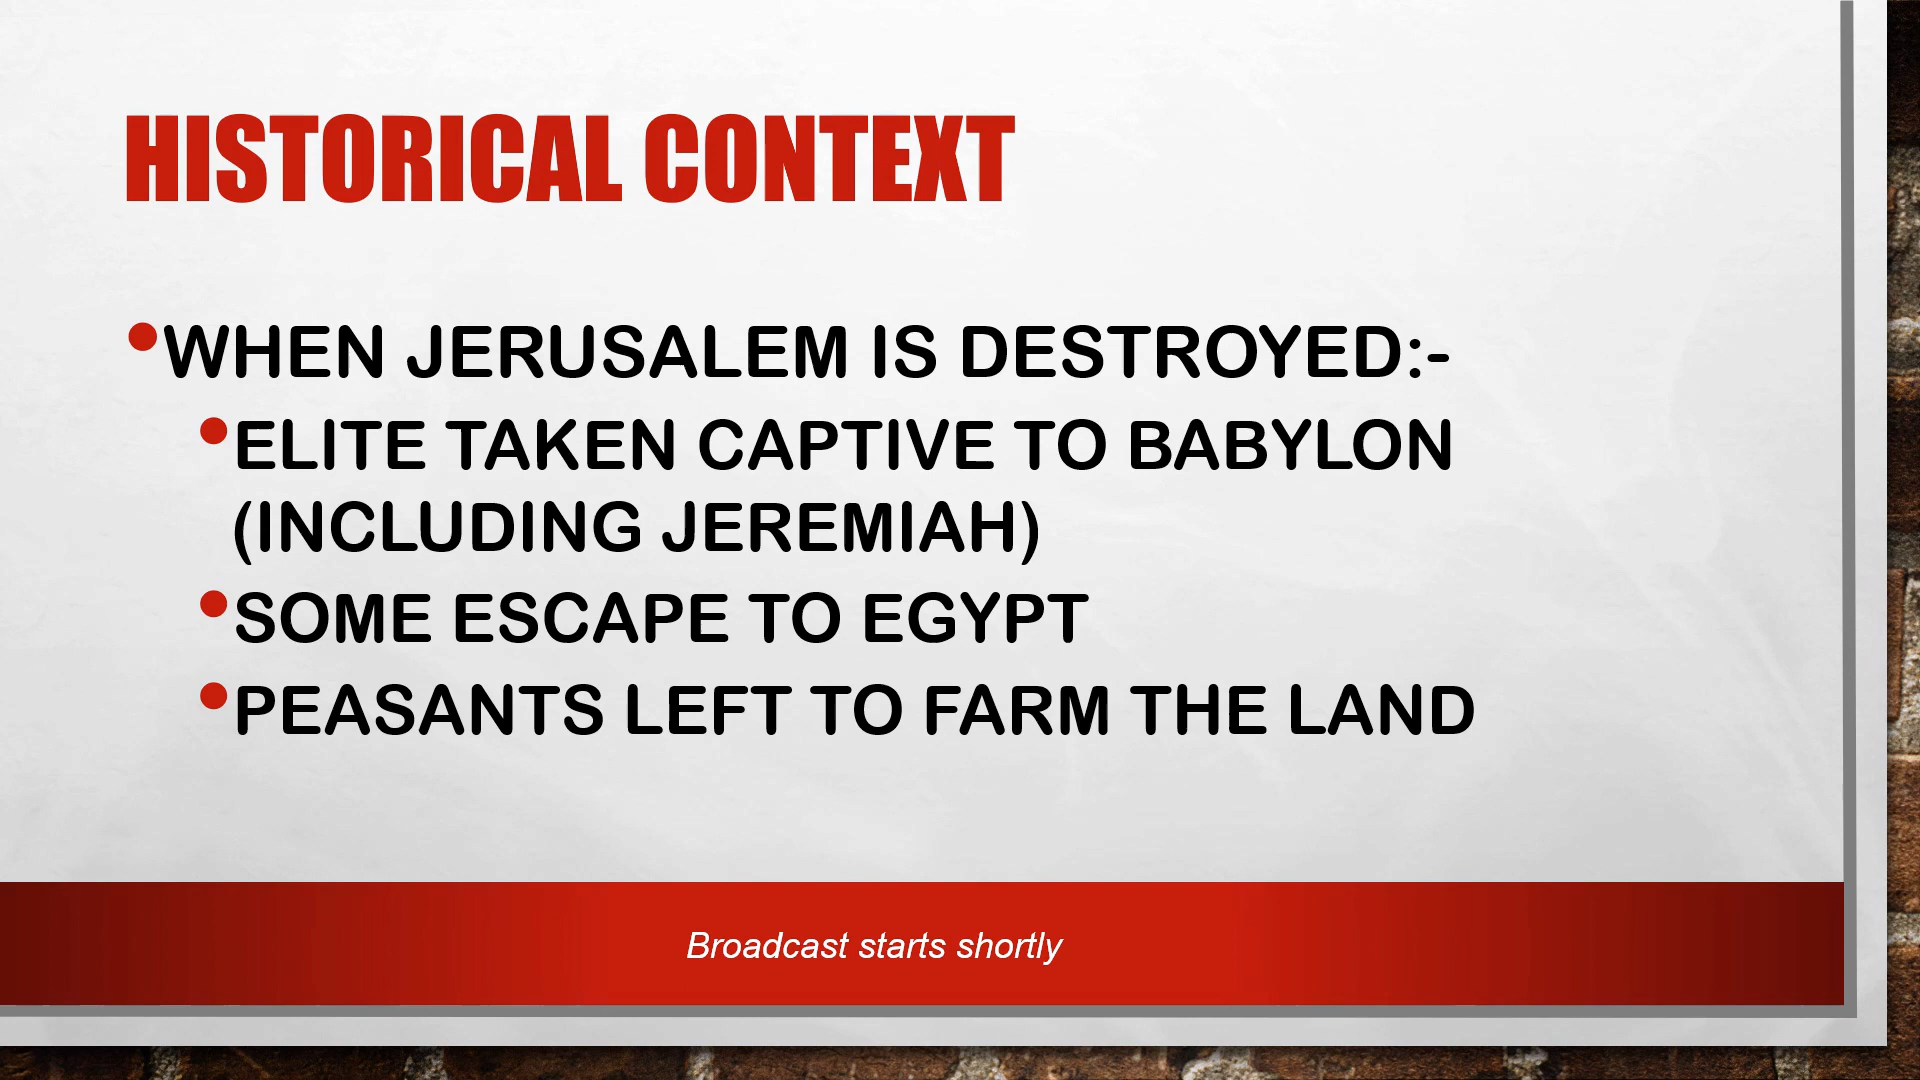 HISTORICAL CONTEXT
•WHEN JERUSALEM IS DESTROYED:-
•ELITE TAKEN CAPTIVE TO BABYLON
(INCLUDING JEREMIAH)
•SOME ESCAPE TO EGYPT
•PEASANTS LEFT TO FARM THE LAND
Broadcast starts shortly